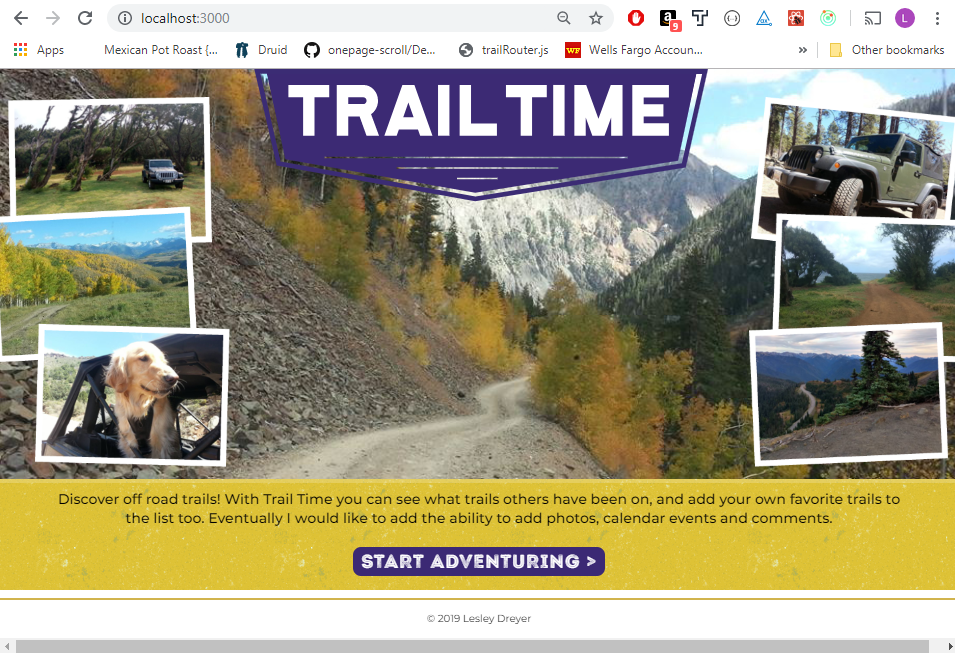 localhost:3000
a
9
T
L
Apps
Mexican Pot Roast {...
Druid
onepage-scroll/De...
trailRouter.js
WF
Wells Fargo Accoun...
»
Other bookmarks
TRAIL TIME
Discover off road trails! With Trail Time you can see what trails others have been on, and add your own favorite trails to
the list too. Eventually I would like to add the ability to add photos, calendar events and comments.
START ADVENTURING >
© 2019 Lesley Dreyer